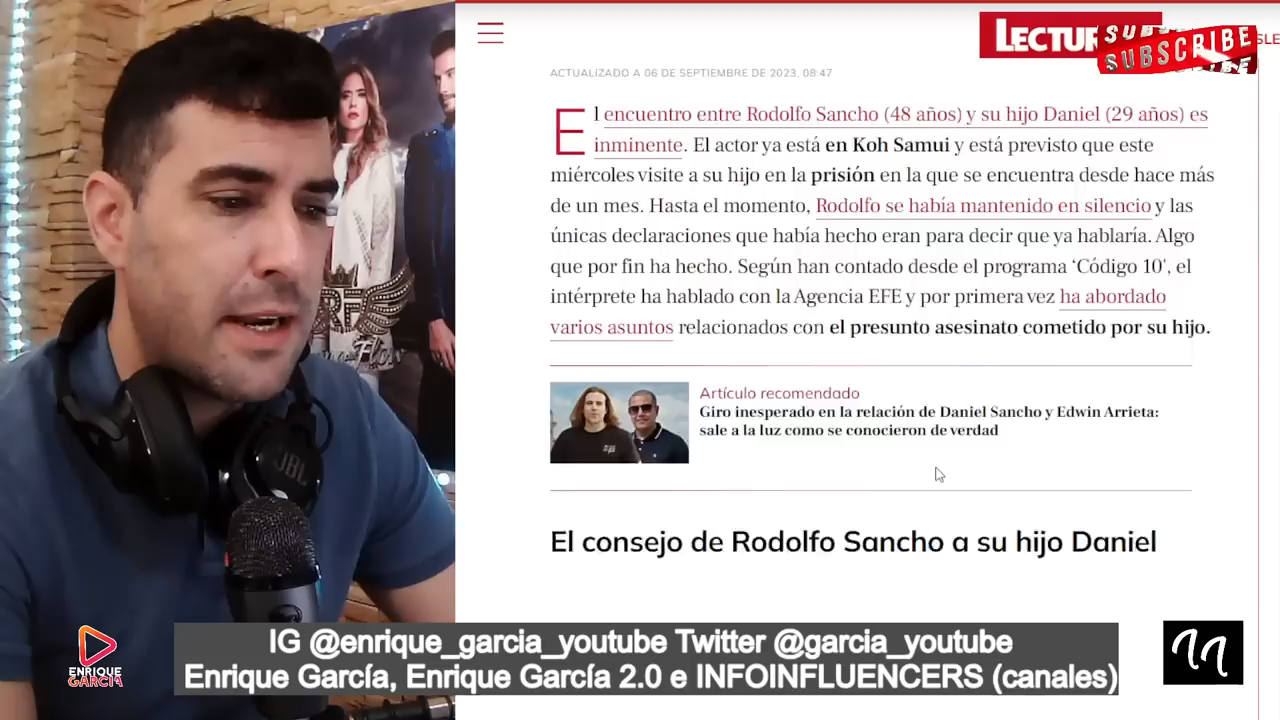 LECTUR
SUBSCRIBE
SLE
ACTUALIZADO A 06 DE SEPTIEMBRE DE 2023, 08:47
El encuentro entre Rodolfo Sancho (48 años) y su hijo Daniel (29 años) es
inminente. El actor ya está en Koh Samui y está previsto que este
miércoles visite a su hijo en la prisión en la que se encuentra desde hace más
de un mes. Hasta el momento, Rodolfo se había mantenido en silencio y las
únicas declaraciones que había hecho eran para decir que ya hablaría. Algo
que por fin ha hecho. Según han contado desde el programa ‘Código 10’, el
intérprete ha hablado con la Agencia EFE y por primera vez ha abordado
varios asuntos relacionados con el presunto asesinato cometido por su hijo.
Artículo recomendado
Giro inesperado en la relación de Daniel Sancho y Edwin Arrieta:
sale a la luz como se conocieron de verdad
El consejo de Rodolfo Sancho a su hijo Daniel
JBL
Flow
IG @enrique_garcia_youtube Twitter @garcia_youtube
Enrique García, Enrique García 2.0 e INFOINFLUENCERS (canales)
ENRIQUE
GARCÍA